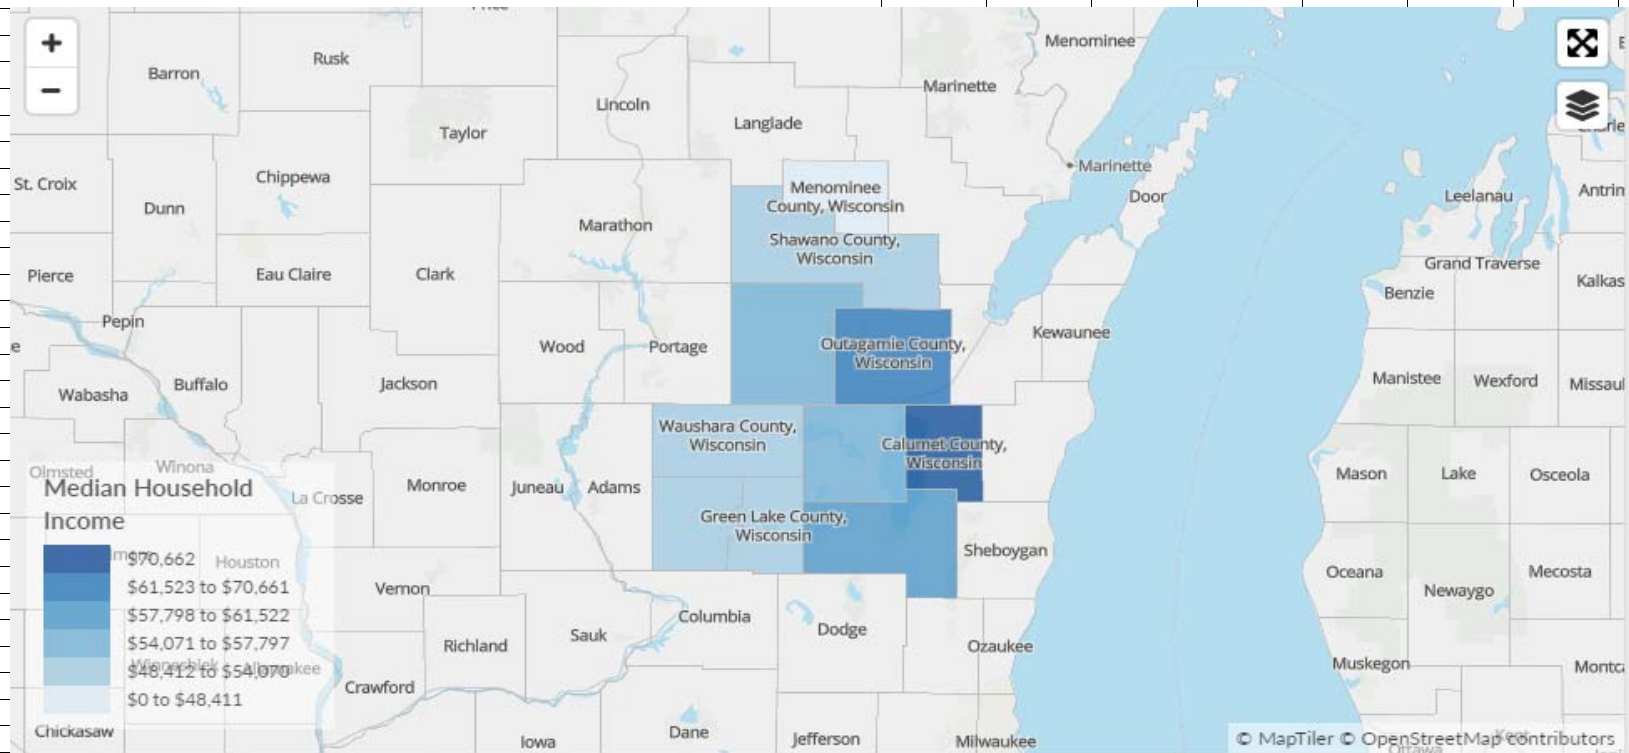 Price
Menominee
Barron
Rusk
Lincoln
Marinette
Taylor
Langlade
Marinette
St. Croix
Chippewa
Menominee
County, Wisconsin
Door
Leelanau
Antrin
Dunn
Marathon
Shawano County,
Wisconsin
Pierce
Eau Claire
Clark
Grand Traverse
Benzie
Kalkas
Pepin
Wood
Portage
Outagamie County,
Wisconsin
Kewaunee
Wabasha
Buffalo
Jackson
Manistee
Wexford
Missaul
Waushara County,
Wisconsin
Calumet County,
Wisconsin
Olmsted
Winona
La Crosse
Monroe
Juneau
Adams
Mason
Lake
Osceola
Green Lake County,
Wisconsin
Sheboygan
Oceana
Newaygo
Mecosta
Median Household
Income
$70,662
$61,523 to $70,661
$57,798 to $61,522
$54,071 to $57,797
$48,412 to $54,070
$0 to $48,411
Houston
Vernon
Richland
Sauk
Columbia
Dodge
Ozaukee
Muskegon
Montca
Crawford
Chickasaw
Iowa
Dane
Jefferson
Milwaukee
Kent
Ottawa
© MapTiler © OpenStreetMap contributors